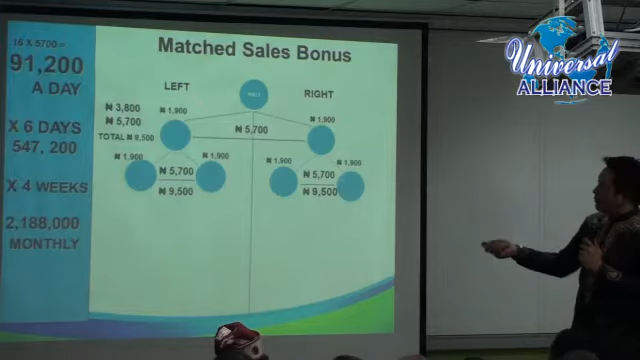 Universal
ALLIANCE
16 X 5700 =
91,200
A DAY
X 6 DAYS
547, 200
X 4 WEEKS
2,188,000
MONTHLY
Matched Sales Bonus
LEFT
RIGHT
₦ 3,800
₦ 5,700
TOTAL ₦ 9,500
₦ 1,900
₦ 1,900
₦ 5,700
₦ 1,900
₦ 1,900
₦ 1,900
₦ 1,900
₦ 5,700
₦ 9,500
₦ 5,700
₦ 9,500